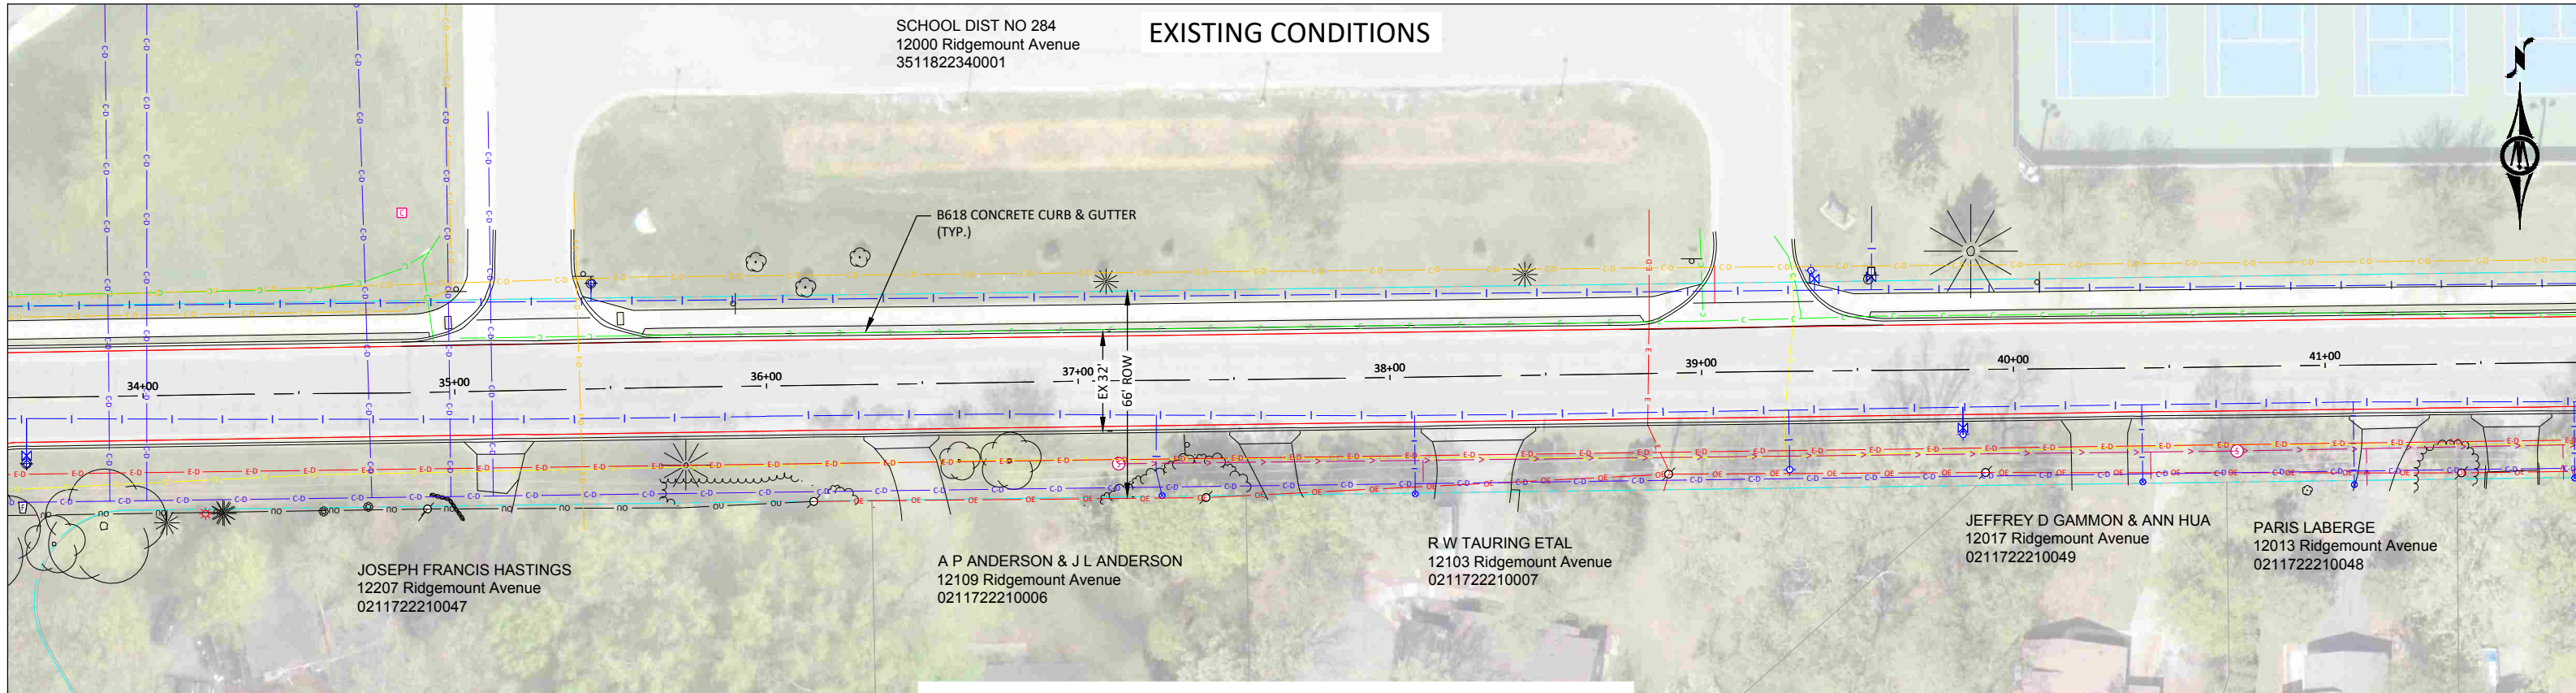 EXISTING CONDITIONS
SCHOOL DIST NO 284
12000 Ridgemount Avenue
3511822340001
B618 CONCRETE CURB & GUTTER
(TYP.)
34+00
35+00
36+00
37+00
38+00
39+00
40+00
41+00
EX 32'
66' ROW
JOSEPH FRANCIS HASTINGS
12207 Ridgemount Avenue
0211722210047
A P ANDERSON & J L ANDERSON
12109 Ridgemount Avenue
0211722210006
R W TAURING ETAL
12103 Ridgemount Avenue
0211722210007
JEFFREY D GAMMON & ANN HUA
12017 Ridgemount Avenue
0211722210049
PARIS LABERGE
12013 Ridgemount Avenue
0211722210048
C-D
E-D
OE
OU
C
E
I
S
N